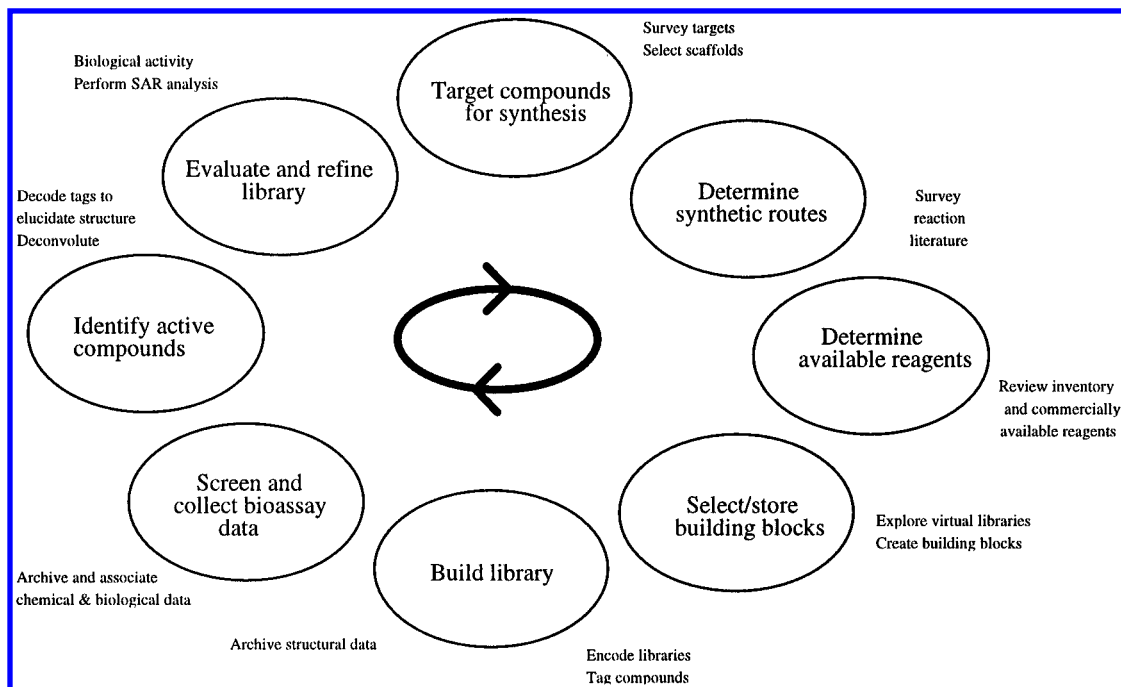 Survey targets
Select scaffolds
Target compounds
for synthesis
Determine
synthetic routes
Survey
reaction
literature
Determine
available reagents
Review inventory
and commercially
available reagents
Select/store
building blocks
Explore virtual libraries
Create building blocks
Build library
Encode libraries
Tag compounds
Archive structural data
Screen and
collect bioassay
data
Archive and associate
chemical & biological data
Identify active
compounds
Decode tags to
elucidate structure
Deconvolute
Evaluate and refine
library
Biological activity
Perform SAR analysis